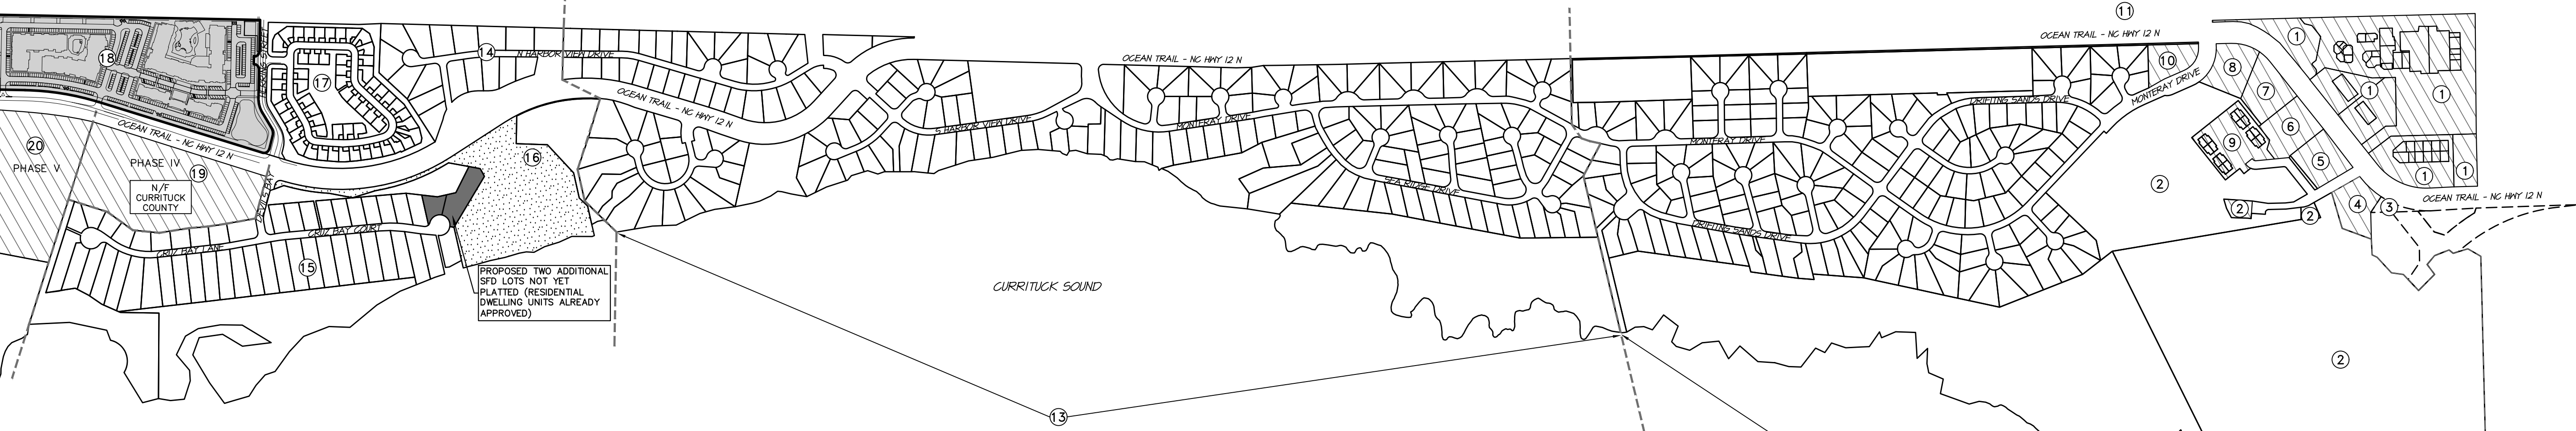 11
OCEAN TRAIL - NC HWY 12 N
1
14
N HARBOR VIEW DRIVE
18
17
OCEAN TRAIL - NC HWY 12 N
10
8
7
1
1
MONTERAY DRIVE
DRIFITNG SANDS DRIVE
OCEAN TRAIL - NC HWY 12 N
S HARBOR VIEW DRIVE
MONTERAY DRIVE
MONTERAY DRIVE
6
9
5
1
1
OCEAN TRAIL - NC HWY 12 N
20
PHASE V
PHASE IV
19
N/F
CURRITUCK
COUNTY
DEVILS BAY
16
SEA RIDGE DRIVE
DRIFITNG SANDS DRIVE
2
2
2
4
3
OCEAN TRAIL - NC HWY 12 N
CRUZ BAY LANE
CRUZ BAY COURT
15
PROPOSED TWO ADDITIONAL
SFD LOTS NOT YET
PLATTED (RESIDENTIAL
DWELLING UNITS ALREADY
APPROVED)
CURRITUCK SOUND
13
2